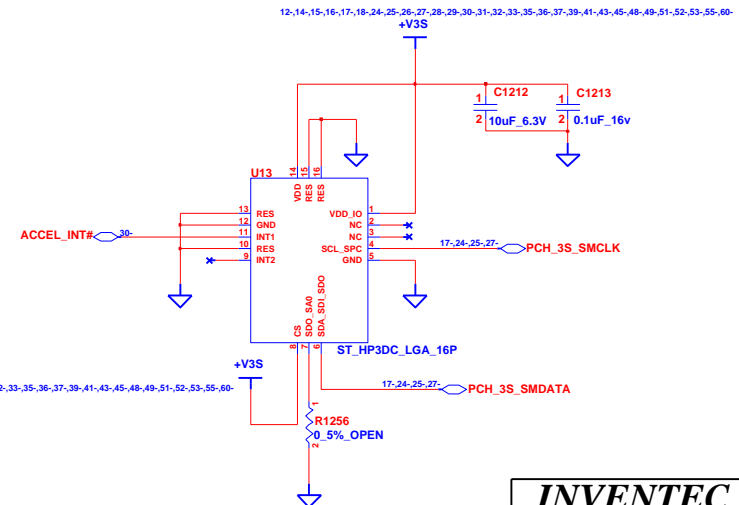 12-,14-,15-,16-,17-,18-,24-,25-,26-,27-,28-,29-,30-,31-,32-,33-,35-,36-,37-,39-,41-,43-,45-,48-,49-,51-,52-,53-,55-,60-
+V3S
1 C1212
2 10uF_6.3V
1 C1213
2 0.1uF_16v
U13
14 15 16
VDD RES RES
13 RES
12 GND
11 INT1
10 RES
9 INT2
VDD_IO 1
NC 2
NC 3
SCL_SPC 4
GND 5
ACCEL_INT# 30-
17-,24-,25-,27- PCH_3S_SMCLK
CS SDO_SA0 SDA_SDI_SDO
8 7 6
ST_HP3DC_LGA_16P
+V3S
-,33-,35-,36-,37-,39-,41-,43-,45-,48-,49-,51-,52-,53-,55-,60-
17-,24-,25-,27- PCH_3S_SMDATA
1
R1256
0_5%_OPEN
2
INVENTEC